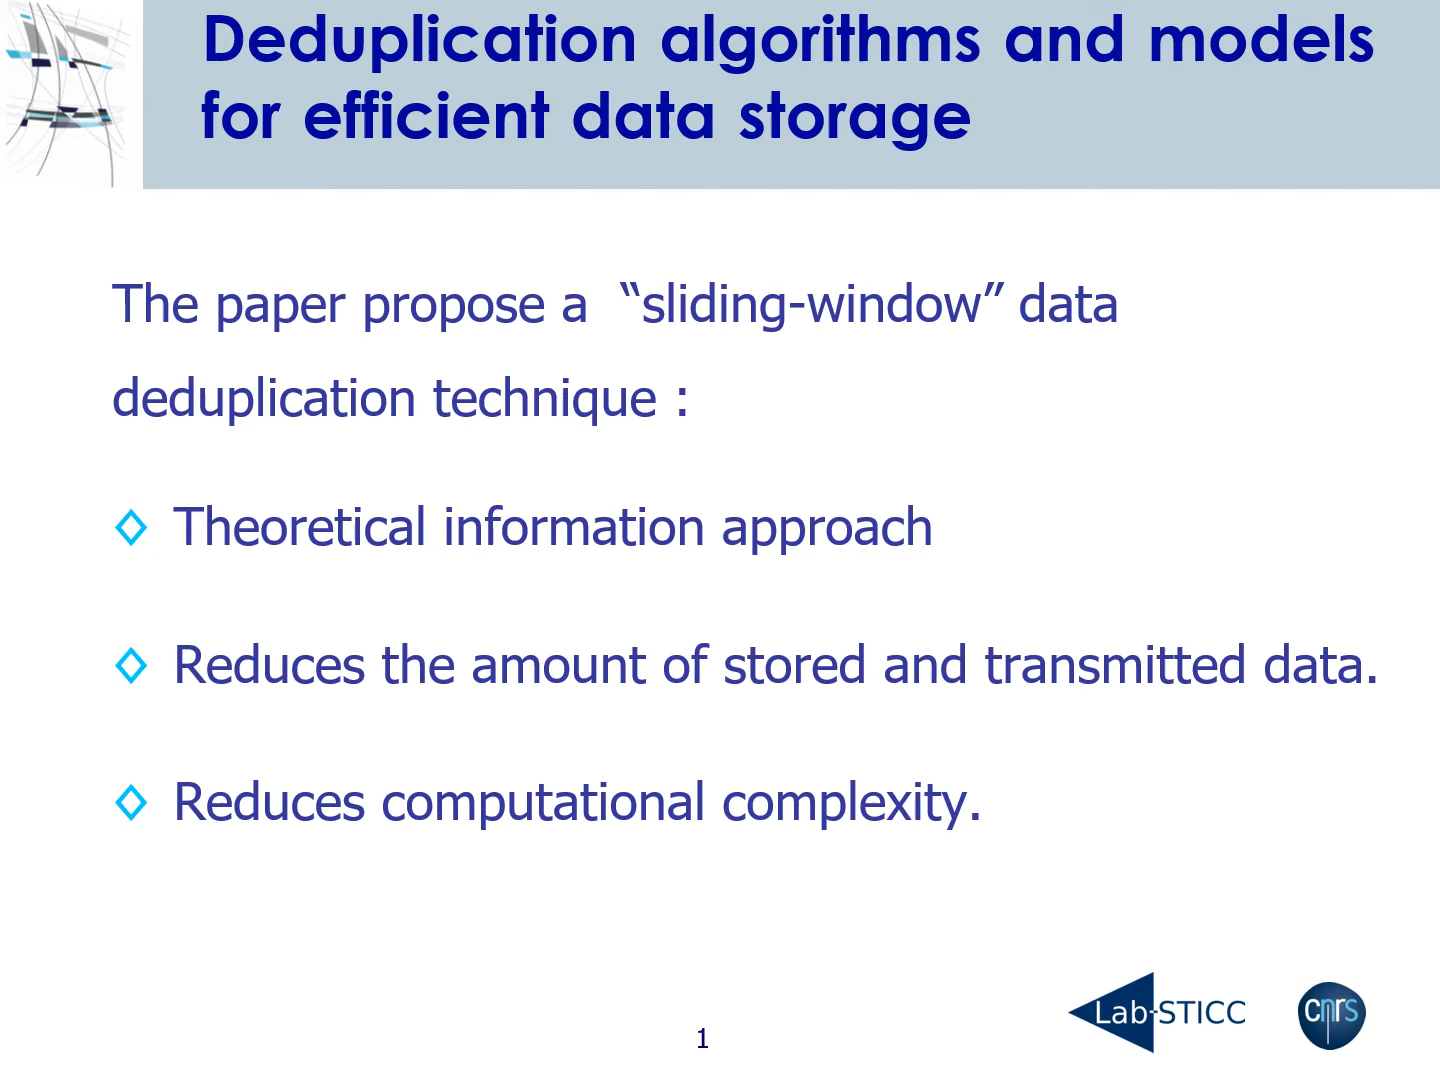 Deduplication algorithms and models
for efficient data storage
The paper propose a “sliding-window” data
deduplication technique :
◊ Theoretical information approach
◊ Reduces the amount of stored and transmitted data.
◊ Reduces computational complexity.
Lab-STICC
cnrs
1